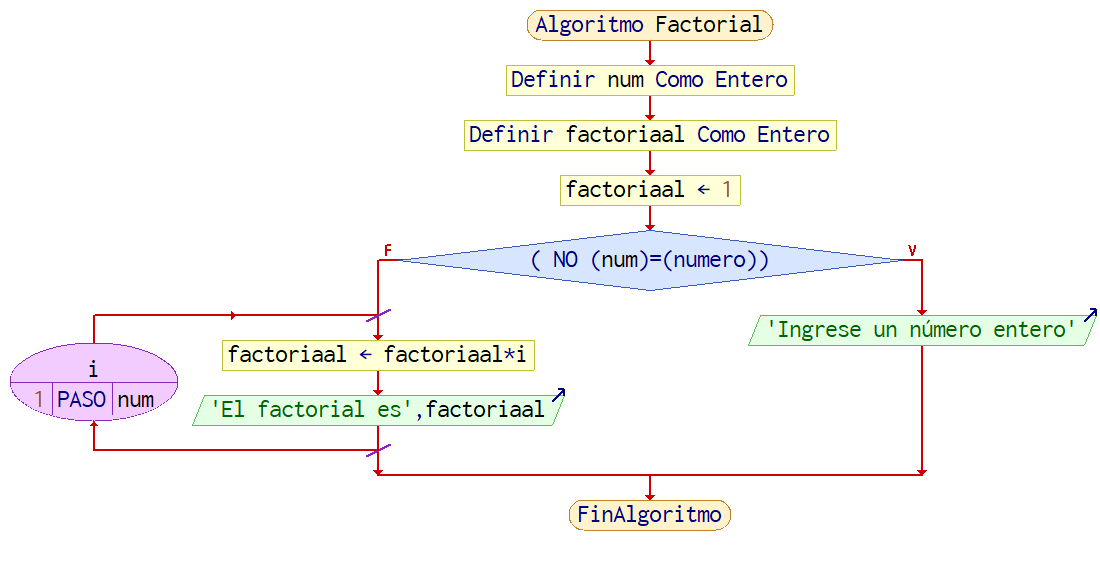 Algoritmo Factorial
Definir num Como Entero
Definir factoriaal Como Entero
factoriaal ← 1
F
V
( NO (num)=(numero))
'Ingrese un número entero'
factoriaal ← factoriaal*i
i
1 PASO num
'El factorial es',factoriaal
FinAlgoritmo